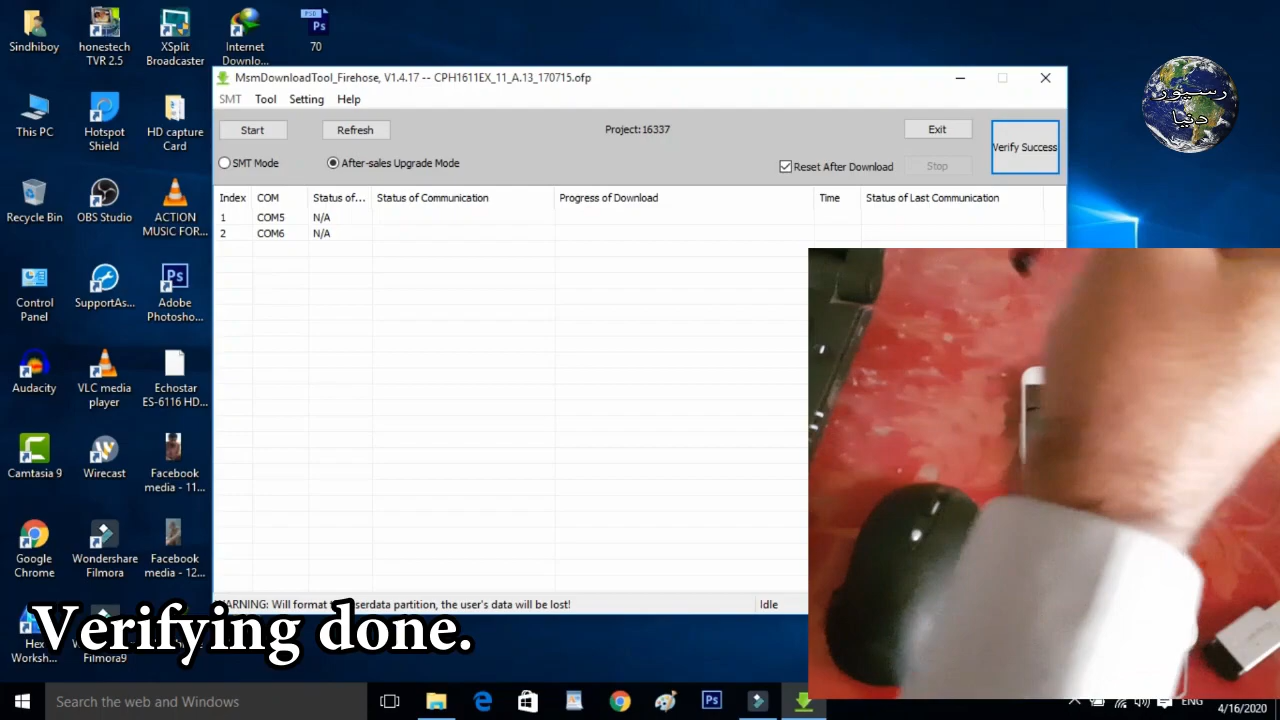 Sindhiboy
honestech TVR 2.5
XSplit Broadcaster
Internet Downlo...
70
This PC
Hotspot Shield
HD capture Card
Recycle Bin
OBS Studio
ACTION MUSIC FOR...
Control Panel
SupportAs...
Adobe Photosho...
Audacity
VLC media player
Echostar ES-6116 HD...
Camtasia 9
Wirecast
Facebook media - 11...
Google Chrome
Wondershare Filmora
Facebook media - 12...
Hex Worksh...
Filmora9
MsmDownloadTool_Firehose, V1.4.17 -- CPH1611EX_11_A.13_170715.ofp
SMT Tool Setting Help
Start Refresh Project:16337 Exit Verify Success
SMT Mode After-sales Upgrade Mode Reset After Download Stop
Index COM Status of... Status of Communication Progress of Download Time Status of Last Communication
1 COM5 N/A
2 COM6 N/A
رسیور
دنیا
Will format the userdata partition, the user's data will be lost! Idle
Verifying done.
Search the web and Windows
ENG
4/16/2020